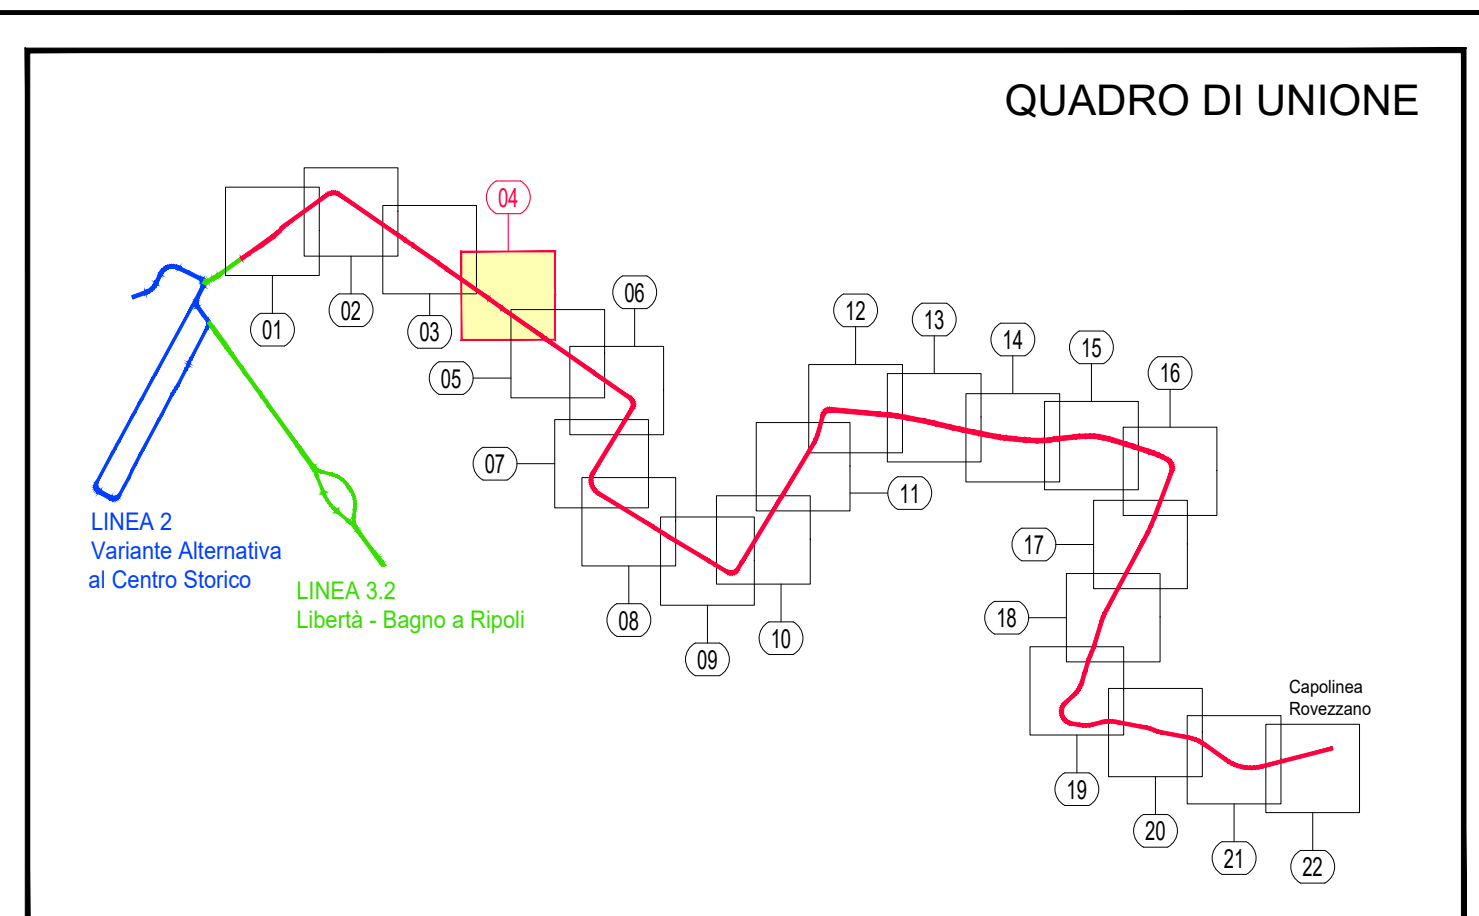 QUADRO DI UNIONE
04
06
01
02
03
12
13
14
15
16
05
07
11
17
LINEA 2
Variante Alternativa
al Centro Storico
LINEA 3.2
Libertà - Bagno a Ripoli
08
09
10
18
Capolinea
Rovezzano
19
20
21
22